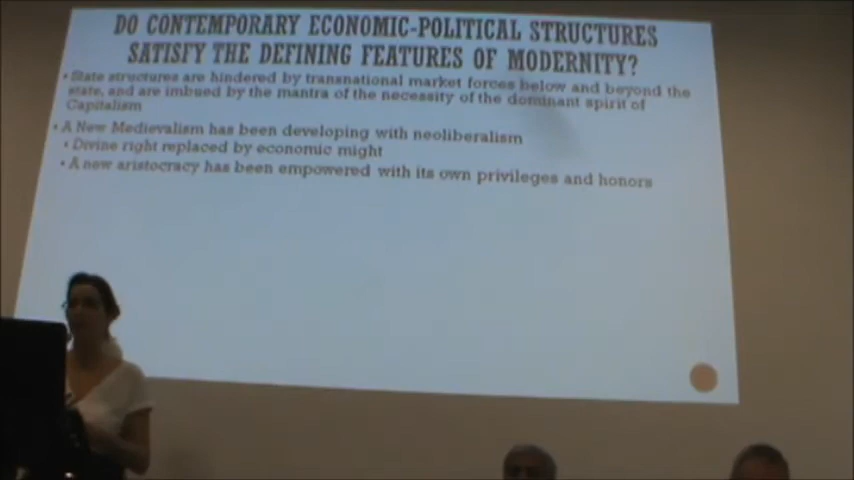 DO CONTEMPORARY ECONOMIC-POLITICAL STRUCTURES
SATISFY THE DEFINING FEATURES OF MODERNITY?
• State structures are hindered by transnational market forces below and beyond the
state, and are imbued by the mantra of the necessity of the dominant spirit of
Capitalism
• A New Medievalism has been developing with neoliberalism
• Divine right replaced by economic might
• A new aristocracy has been empowered with its own privileges and honors